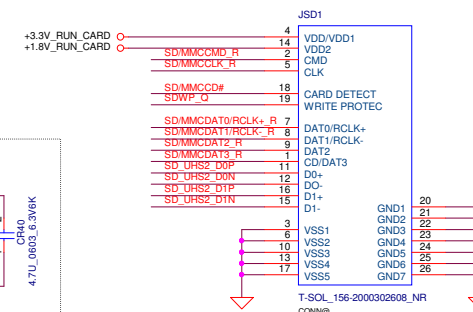 JSD1
+3.3V_RUN_CARD 4 VDD/VDD1
+1.8V_RUN_CARD 14 VDD2
SD/MMCCMD_R 2 CMD
SD/MMCCLK_R 5 CLK
SD/MMCCD# 18 CARD DETECT
SDWP_Q 19 WRITE PROTEC
SD/MMCDAT0/RCLK+_R 7 DAT0/RCLK+
SD/MMCDAT1/RCLK-_R 8 DAT1/RCLK-
SD/MMCDAT2_R 9 DAT2
SD/MMCDAT3_R 1 CD/DAT3
SD_UHS2_D0P 11 D0+
SD_UHS2_D0N 12 DO-
SD_UHS2_D1P 16 D1+
SD_UHS2_D1N 15 D1-
GND1 20
GND2 21
3 VSS1 GND3 22
6 VSS2 GND4 23
10 VSS3 GND5 24
13 VSS4 GND6 25
17 VSS5 GND7 26
T-SOL_156-2000302608_NR
CONN@
CR40
4.7U_0603_6.3V6K